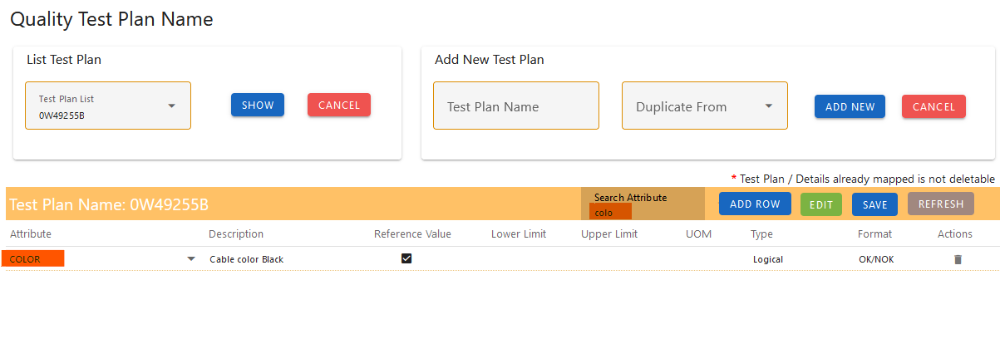 Quality Test Plan Name
List Test Plan
Test Plan List
0W49255B
SHOW
CANCEL
Add New Test Plan
Test Plan Name
Duplicate From
ADD NEW
CANCEL
* Test Plan / Details already mapped is not deletable
Test Plan Name: 0W49255B
Search Attribute
colo
ADD ROW
EDIT
SAVE
REFRESH
Attribute Description Reference Value Lower Limit Upper Limit UOM Type Format Actions
COLOR Cable color Black Logical OK/NOK